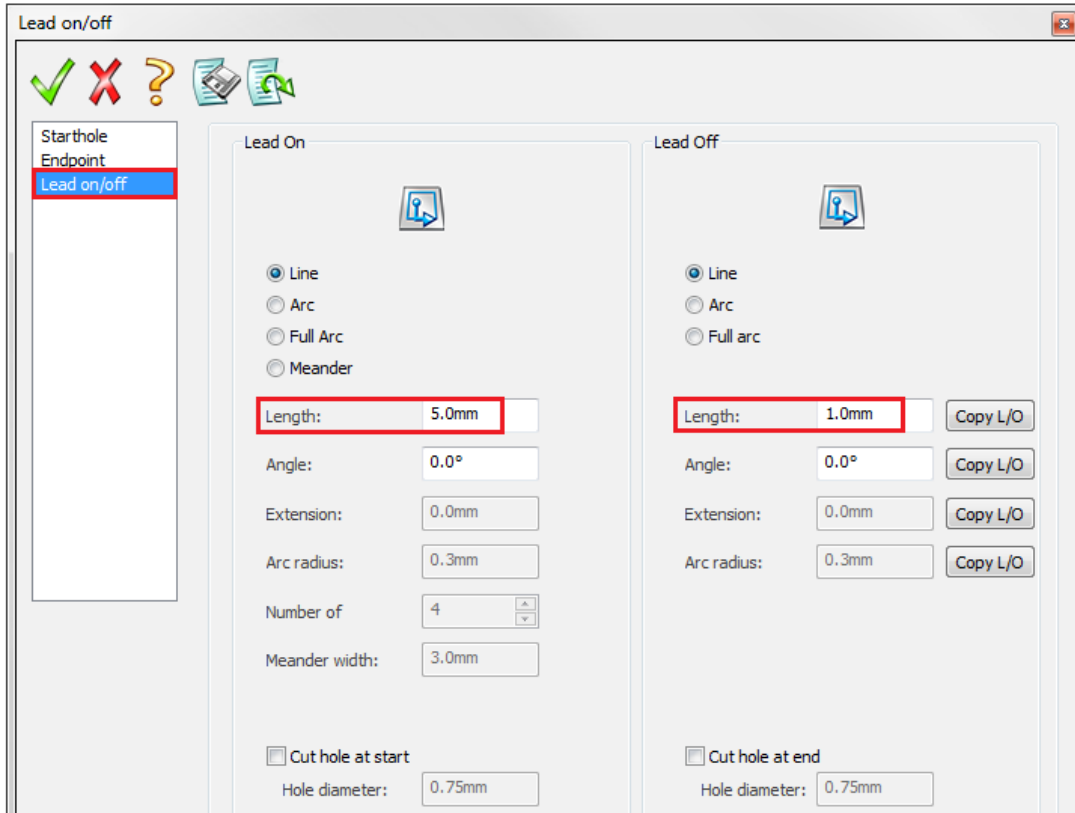 Lead on/off
Starthole
Endpoint
Lead on/off
Lead On
Line
Arc
Full Arc
Meander
Length: 5.0mm
Angle: 0.0°
Extension: 0.0mm
Arc radius: 0.3mm
Number of 4
Meander width: 3.0mm
Cut hole at start
Hole diameter: 0.75mm
Lead Off
Line
Arc
Full arc
Length: 1.0mm Copy L/O
Angle: 0.0° Copy L/O
Extension: 0.0mm Copy L/O
Arc radius: 0.3mm Copy L/O
Cut hole at end
Hole diameter: 0.75mm